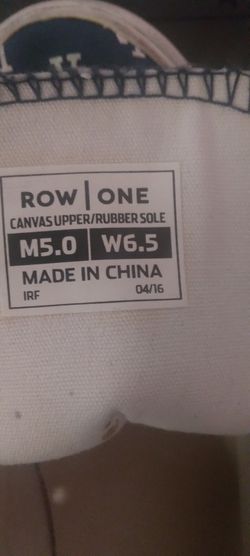 ROW | ONE
CANVAS UPPER/RUBBER SOLE
M5.0 W6.5
MADE IN CHINA
IRF 04/16